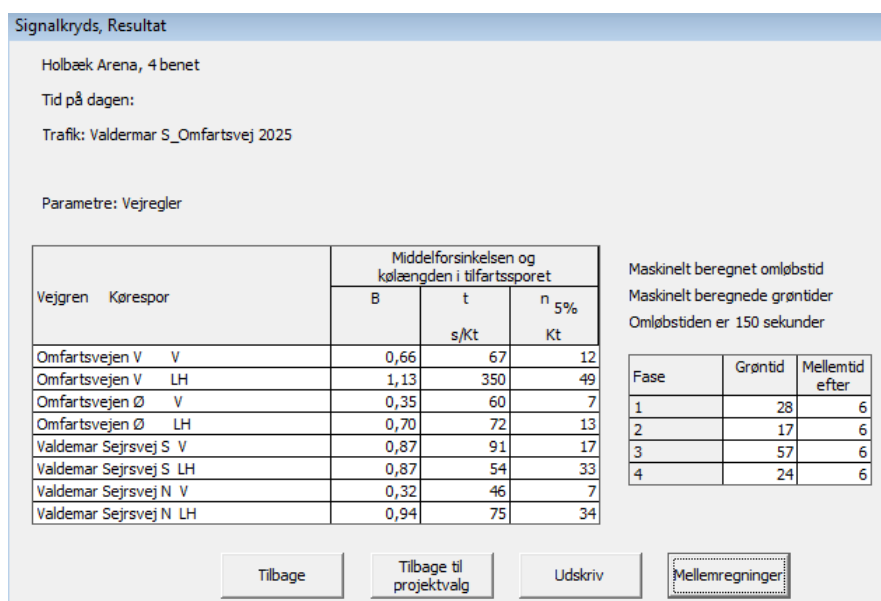 Signalkryds, Resultat
Holbæk Arena, 4 benet
Tid på dagen:
Trafik: Valdermar S_Omfartsvej 2025
Parametre: Vejregler
Vejgren Kørespor Middelforsinkelsen og
kølængden i tilfartssporet
B t n 5%
s/Kt Kt
Omfartsvejen V V 0,66 67 12
Omfartsvejen V LH 1,13 350 49
Omfartsvejen Ø V 0,35 60 7
Omfartsvejen Ø LH 0,70 72 13
Valdemar Sejrsvej S V 0,87 91 17
Valdemar Sejrsvej S LH 0,87 54 33
Valdemar Sejrsvej N V 0,32 46 7
Valdemar Sejrsvej N LH 0,94 75 34
Maskinelt beregnet omløbstid
Maskinelt beregnede grøntider
Omløbstiden er 150 sekunder
Fase Grøntid Mellemtid
efter
1 28 6
2 17 6
3 57 6
4 24 6
Tilbage
Tilbage til
projektvalg
Udskriv
Mellemregninger